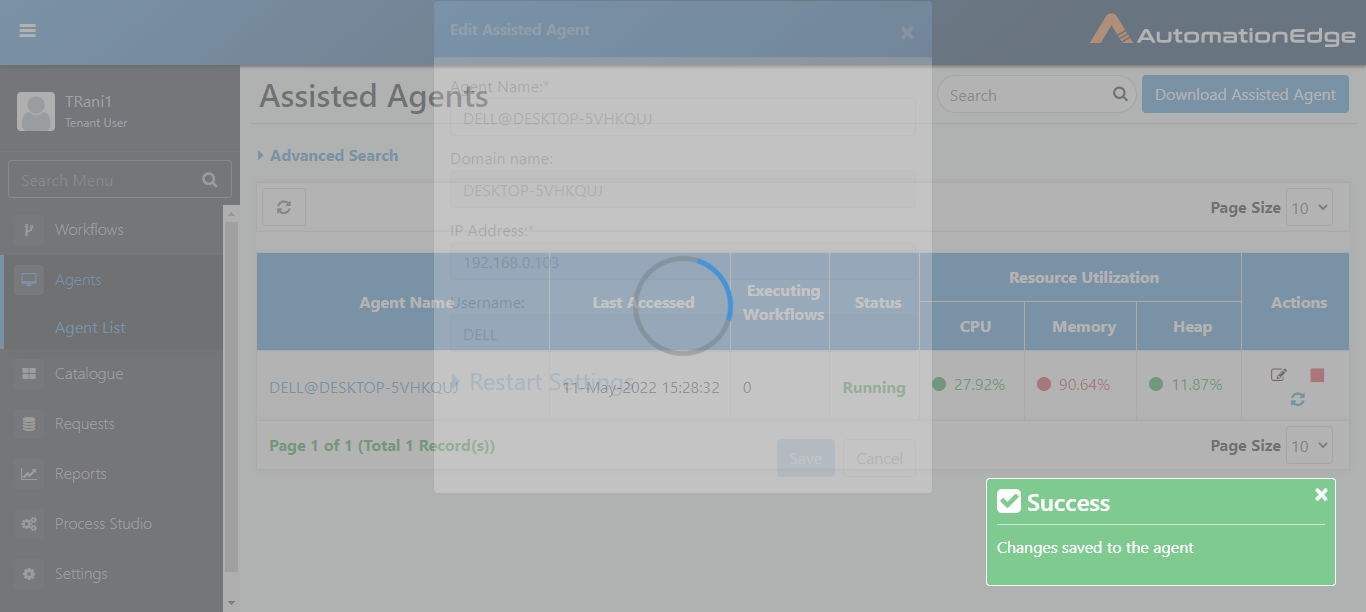 Edit Assisted Agent
AutomationEdge
TRani1
Tenant User
Search Menu
Workflows
Agents
Agent List
Catalogue
Requests
Reports
Process Studio
Settings
Assisted Agents
Search
Download Assisted Agent
Advanced Search
Page Size 10
Agent Name:*
DELL@DESKTOP-5VHKQUJ
Domain name:
DESKTOP-5VHKQUJ
IP Address:*
192.168.0.103
Username:
DELL
Restart Settings
Save Cancel
Agent Name Last Accessed Executing Workflows Status Resource Utilization Actions
CPU Memory Heap
DELL@DESKTOP-5VHKQUJ 11-May-2022 15:28:32 0 Running 27.92% 90.64% 11.87%
Page 1 of 1 (Total 1 Record(s))
Page Size 10
Success
Changes saved to the agent